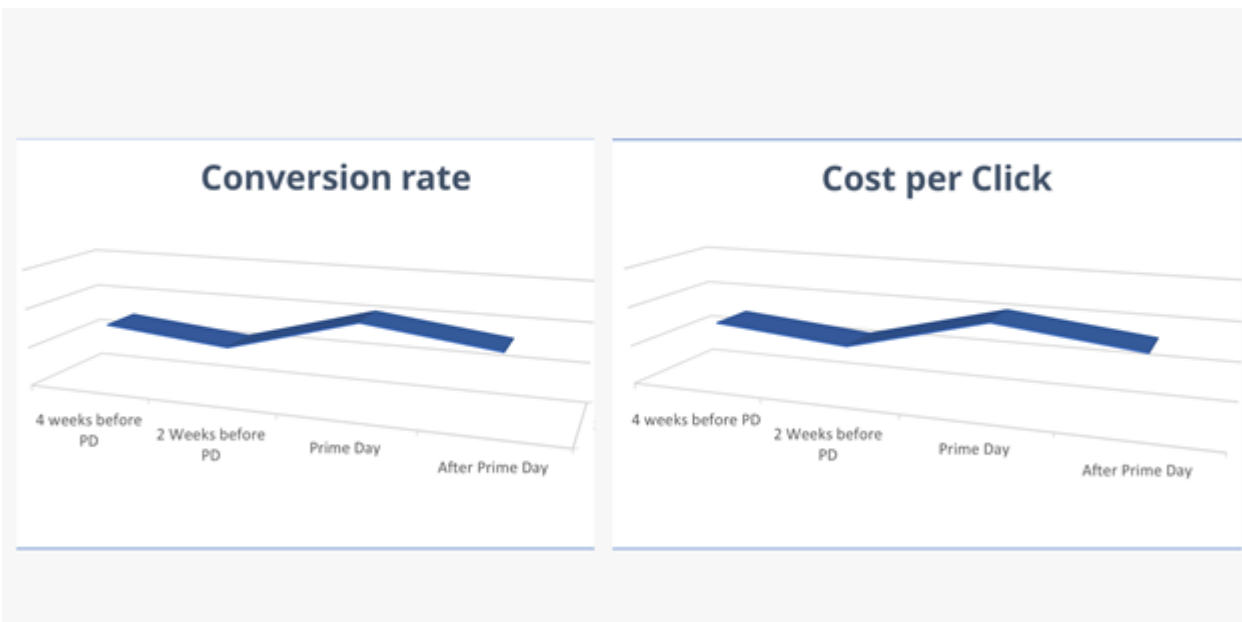 Conversion rate
4 weeks before
PD
2 Weeks before
PD
Prime Day
After Prime Day
Cost per Click
4 weeks before PD
2 Weeks before
PD
Prime Day
After Prime Day